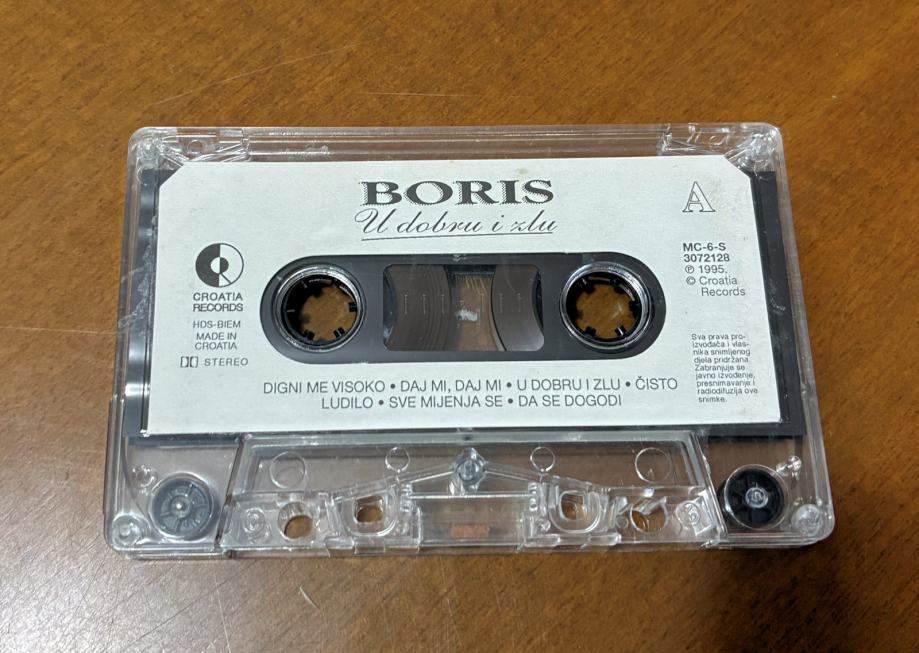 BORIS
U dobru i zlu
A
CROATIA
RECORDS
HDS-BIEM
MADE IN
CROATIA
STEREO
MC-6-S
3072128
℗ 1995.
© Croatia
Records
Sva prava pro-
izvođača i vlas-
nika snimljenog
djela pridržana.
Zabranjuje se
javno izvođenje,
presnimavanje i
radiodifuzija ove
snimke.
DIGNI ME VISOKO • DAJ MI, DAJ MI • U DOBRU I ZLU • ČISTO
LUDILO • SVE MIJENJA SE • DA SE DOGODI